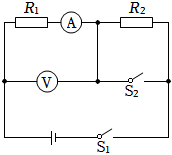 R₁ A R₂
V S₂
S₁